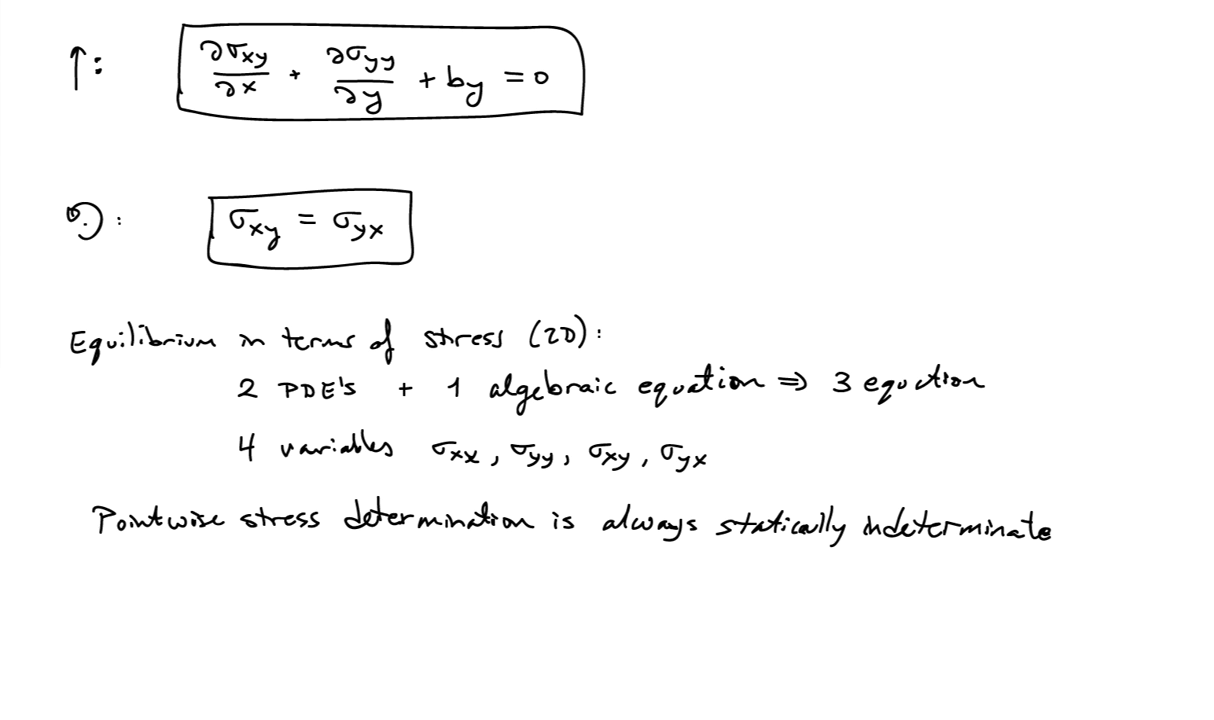 ↑: ∂σxy/∂x + ∂σyy/∂y + by = 0
↺: σxy = σyx
Equilibrium in terms of stress (2D):
2 PDE's + 1 algebraic equation ⇒ 3 equation
4 variables σxx, σyy, σxy, σyx
Pointwise stress determination is always statically indeterminate